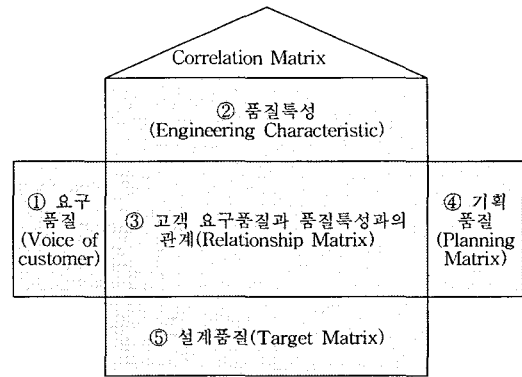 Correlation Matrix
② 품질특성
(Engineering Characteristic)
① 요구
품질
(Voice of
customer)
③ 고객 요구품질과 품질특성과의
관계(Relationship Matrix)
④ 기획
품질
(Planning
Matrix)
⑤ 설계품질(Target Matrix)